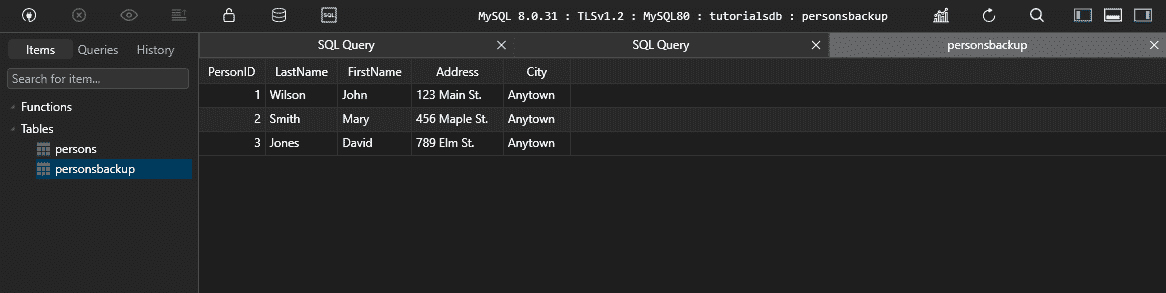 SQL
MySQL 8.0.31 : TLSv1.2 : MySQL80 : tutorialsdb : personsbackup
Items Queries History
SQL Query SQL Query personsbackup
Search for item...
Functions
Tables
persons
personsbackup
PersonID LastName FirstName Address City
1 Wilson John 123 Main St. Anytown
2 Smith Mary 456 Maple St. Anytown
3 Jones David 789 Elm St. Anytown